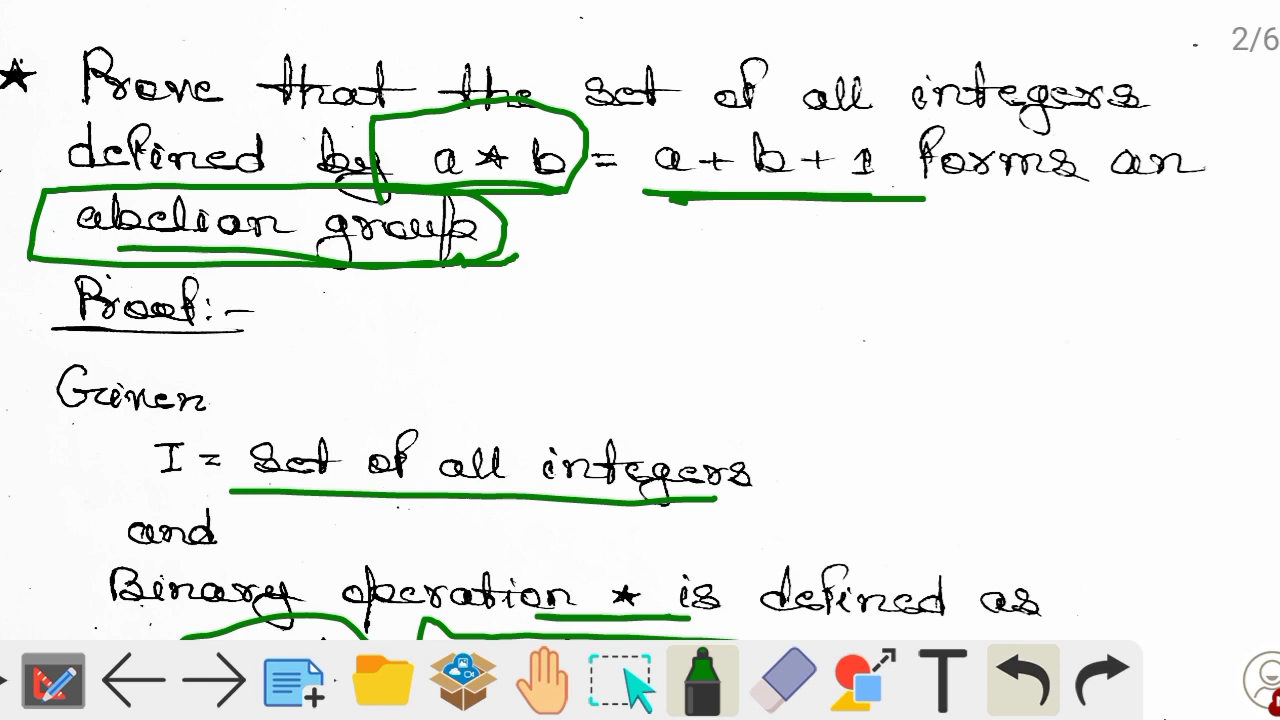 2/6
★ Prove that the set of all integers
defined by a ★ b = a + b + 1 forms an
abelian group
Proof:-
Given
I = set of all integers
and
Binary operation ★ is defined as
T